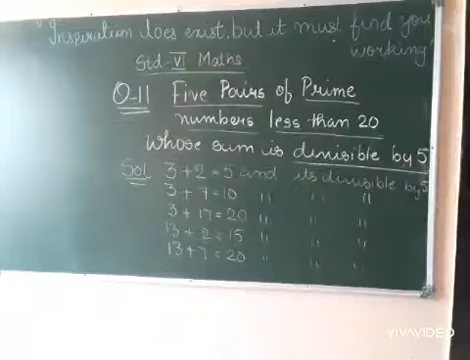 "Inspiration does exist, but it must find you
working
Std-VI Maths
Q-11 Five Pairs of Prime
numbers less than 20
whose sum is divisible by 5
Sol 3+2=5 and its divisible by 5
3+7=10 " " "
3+17=20 " " "
13+2=15 " " "
13+7=20 " " "
VIVAVIDEO